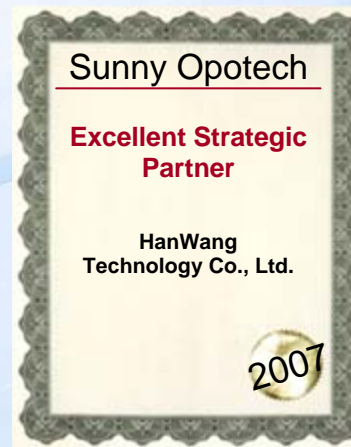 Sunny Opotech
Excellent Strategic
Partner
HanWang
Technology Co., Ltd.
2007